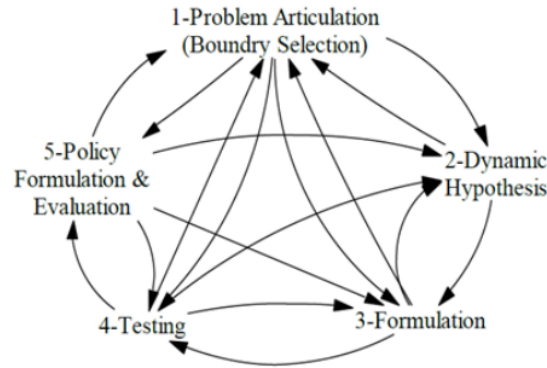 1-Problem Articulation
(Boundry Selection)
5-Policy
Formulation &
Evaluation
2-Dynamic
Hypothesis
4-Testing
3-Formulation